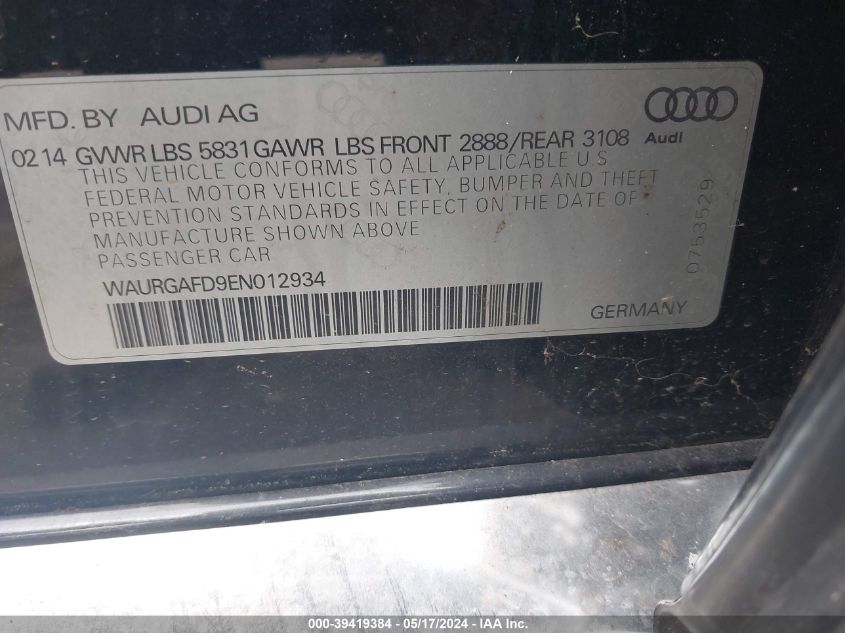 MFD. BY AUDI AG
02 14 GVWR LBS 5831 GAWR LBS FRONT 2888/REAR 3108
Audi
THIS VEHICLE CONFORMS TO ALL APPLICABLE U S
FEDERAL MOTOR VEHICLE SAFETY, BUMPER AND THEFT
PREVENTION STANDARDS IN EFFECT ON THE DATE OF
MANUFACTURE SHOWN ABOVE
PASSENGER CAR
0753529
WAURGAFD9EN012934
GERMANY
000-39419384 - 05/17/2024 - IAA Inc.